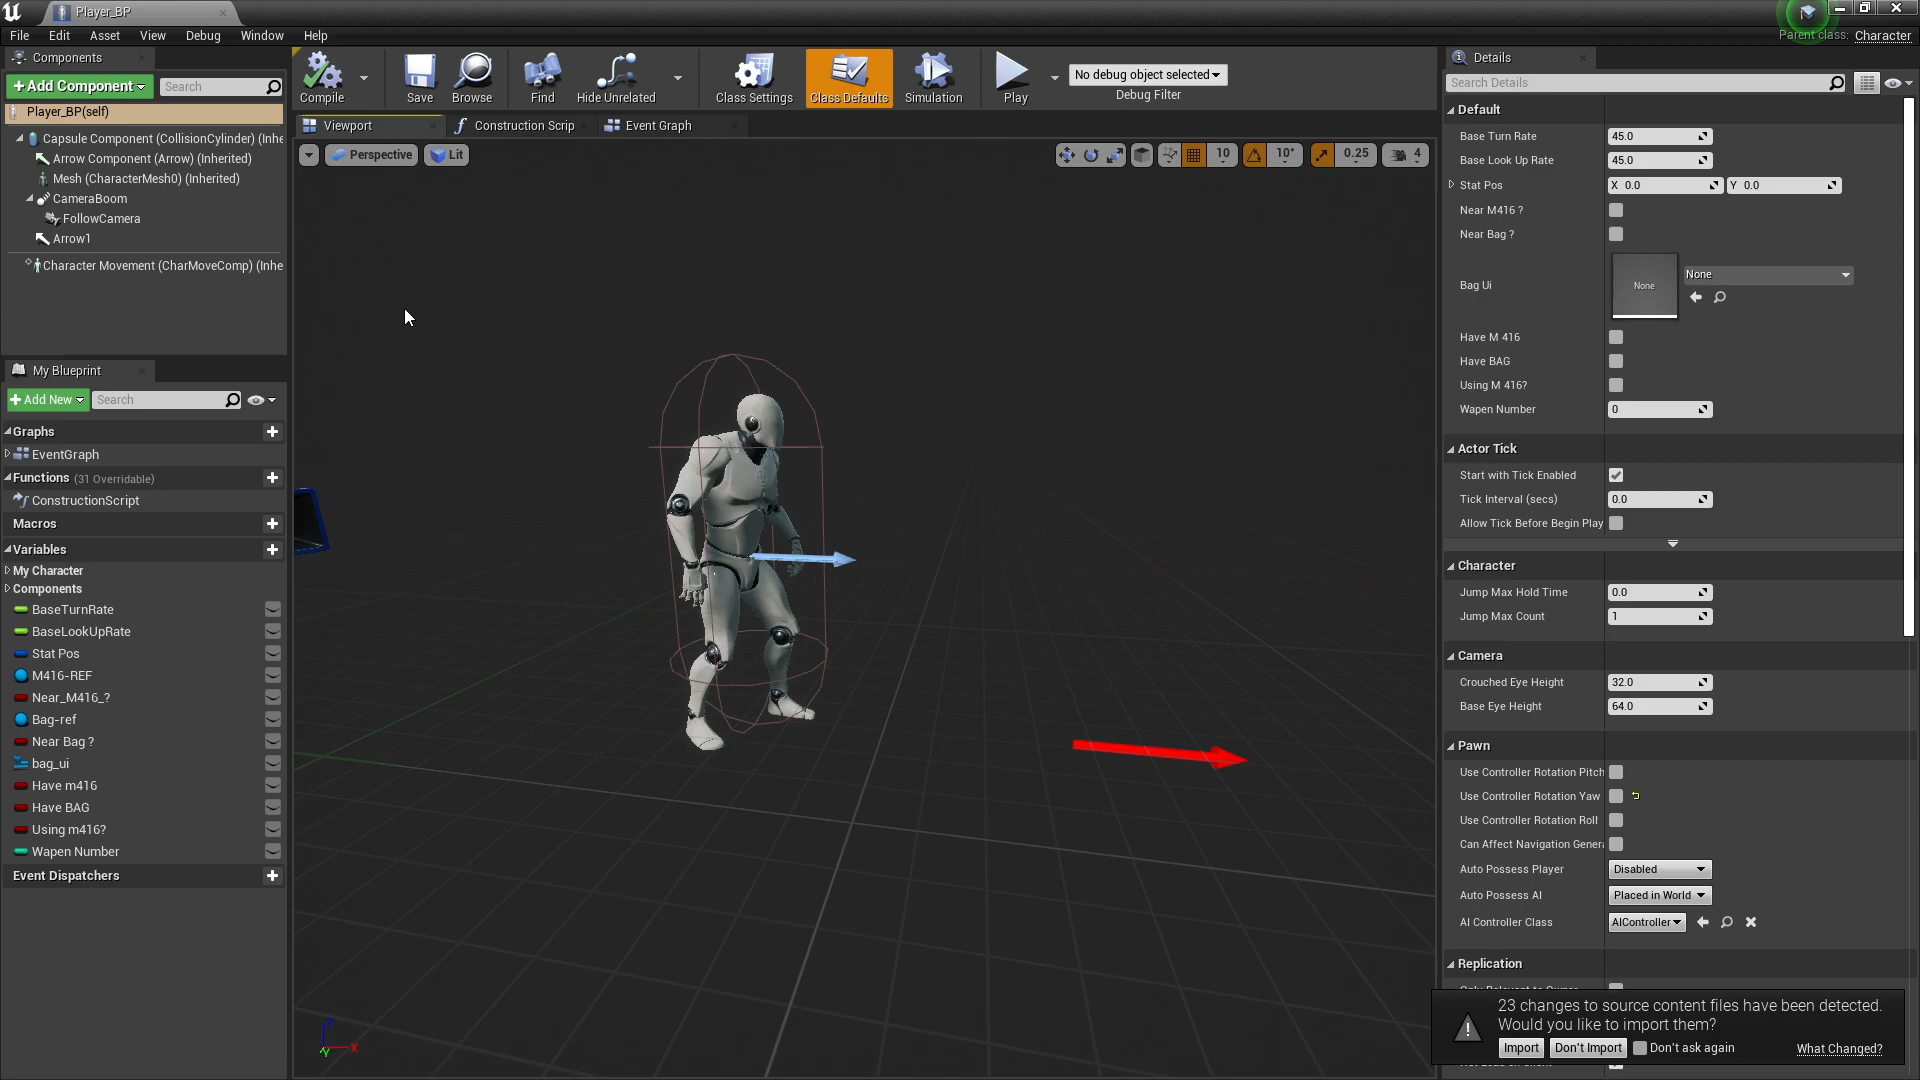 Player_BP
File Edit Asset View Debug Window Help
Parent class: Character
Components
+ Add Component
Search
Player_BP(self)
Capsule Component (CollisionCylinder) (Inhe
Arrow Component (Arrow) (Inherited)
Mesh (CharacterMesh0) (Inherited)
CameraBoom
FollowCamera
Arrow1
Character Movement (CharMoveComp) (Inhe
My Blueprint
+ Add New
Search
Graphs
EventGraph
Functions (31 Overridable)
ConstructionScript
Macros
Variables
My Character
Components
BaseTurnRate
BaseLookUpRate
Stat Pos
M416-REF
Near_M416_?
Bag-ref
Near Bag ?
bag_ui
Have m416
Have BAG
Using m416?
Wapen Number
Event Dispatchers
Compile
Save
Browse
Find
Hide Unrelated
Class Settings
Class Defaults
Simulation
Play
No debug object selected
Debug Filter
Viewport
Construction Scrip
Event Graph
Perspective
Lit
10
10°
0.25
4
Z
X
Y
Details
Search Details
Default
Base Turn Rate 45.0
Base Look Up Rate 45.0
Stat Pos X 0.0 Y 0.0
Near M416 ?
Near Bag ?
Bag Ui None None
Have M 416
Have BAG
Using M 416?
Wapen Number 0
Actor Tick
Start with Tick Enabled
Tick Interval (secs) 0.0
Allow Tick Before Begin Play
Character
Jump Max Hold Time 0.0
Jump Max Count 1
Camera
Crouched Eye Height 32.0
Base Eye Height 64.0
Pawn
Use Controller Rotation Pitch
Use Controller Rotation Yaw
Use Controller Rotation Roll
Can Affect Navigation Genera
Auto Possess Player Disabled
Auto Possess AI Placed in World
AI Controller Class AIController
Replication
23 changes to source content files have been detected.
Would you like to import them?
Import Don't Import Don't ask again What Changed?